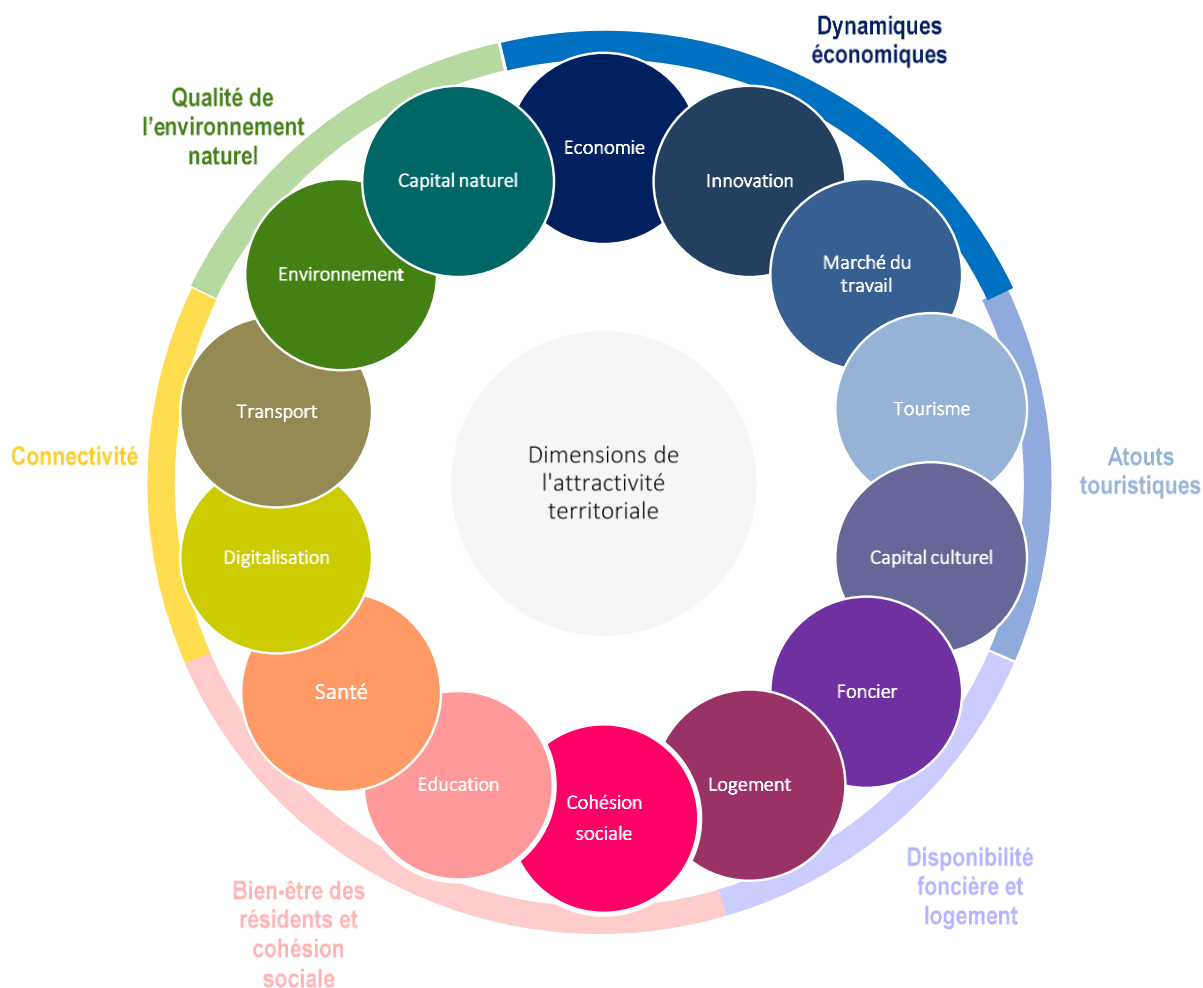 Dynamiques
économiques
Qualité de
l'environnement
naturel
Economie
Capital naturel
Innovation
Environnement
Marché du
travail
Transport
Tourisme
Connectivité
Dimensions de
l'attractivité
territoriale
Atouts
touristiques
Digitalisation
Capital culturel
Santé
Foncier
Education
Cohésion
sociale
Logement
Bien-être des
résidents et
cohésion
sociale
Disponibilité
foncière et
logement